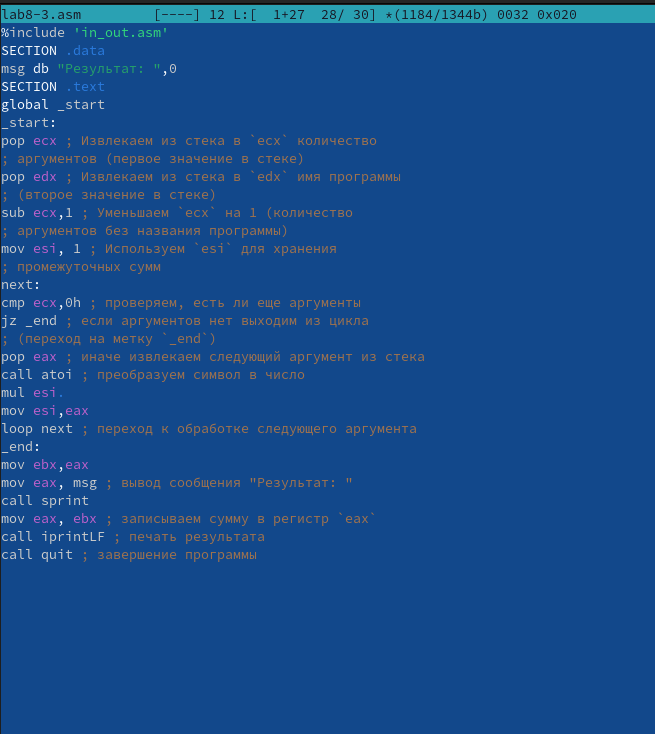 lab8-3.asm [----] 12 L:[ 1+27 28/ 30] *(1184/1344b) 0032 0x020
%include 'in_out.asm'
SECTION .data
msg db "Результат: ",0
SECTION .text
global _start
_start:
pop ecx ; Извлекаем из стека в `ecx` количество
; аргументов (первое значение в стеке)
pop edx ; Извлекаем из стека в `edx` имя программы
; (второе значение в стеке)
sub ecx,1 ; Уменьшаем `ecx` на 1 (количество
; аргументов без названия программы)
mov esi, 1 ; Используем `esi` для хранения
; промежуточных сумм
next:
cmp ecx,0h ; проверяем, есть ли еще аргументы
jz _end ; если аргументов нет выходим из цикла
; (переход на метку `_end`)
pop eax ; иначе извлекаем следующий аргумент из стека
call atoi ; преобразуем символ в число
mul esi.
mov esi,eax
loop next ; переход к обработке следующего аргумента
_end:
mov ebx,eax
mov eax, msg ; вывод сообщения "Результат: "
call sprint
mov eax, ebx ; записываем сумму в регистр `eax`
call iprintLF ; печать результата
call quit ; завершение программы